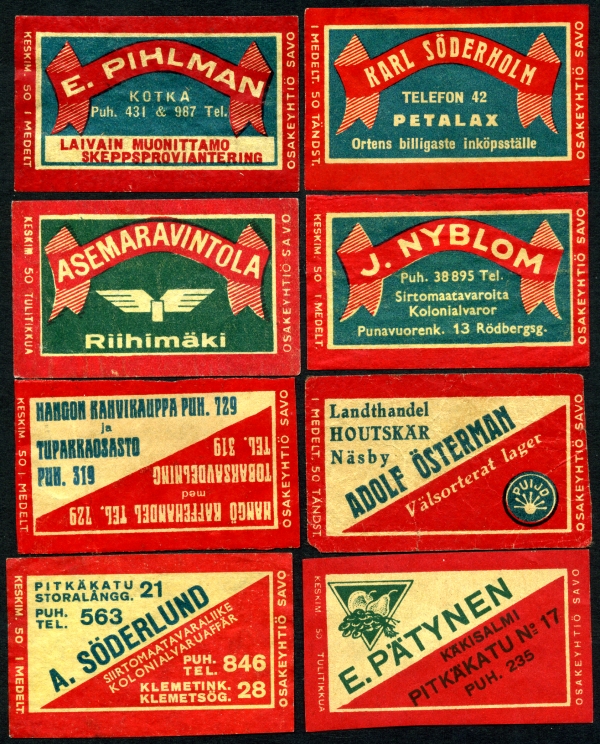 KESKIM. 50 I MEDELT
E. PIHLMAN
KOTKA
Puh. 431 & 987 Tel.
LAIVAIN MUONITTAMO
SKEPPSPROVIANTERING
OSAKEYHTIÖ SAVO
I MEDELT. 50 TÄNDST.
KARL SÖDERHOLM
TELEFON 42
PETALAX
Ortens billigaste inköpsställe
OSAKEYHTIÖ SAVO
KESKIM. 50 TULITIKKUA
ASEMARAVINTOLA
Riihimäki
OSAKEYHTIÖ SAVO
KESKIM. 50 I MEDELT.
J. NYBLOM
Puh. 38895 Tel.
Sirtomaatavaroita
Kolonialvaror
Punavuorenk. 13 Rödbergsg.
OSAKEYHTIÖ SAVO
KESKIM. 50 I MEDELT
HANGON KAHVIKAUPPA PUH. 729
ja
TUPAKKAOSASTO
PUH. 319
HANGÖ KAFFEHANDEL TEL. 729
med
TOBAKSAVDELNING
TEL. 319
OSAKEYHTIÖ SAVO
I MEDELT. 50 TÄNDST
Landthandel
HOUTSKÄR
Näsby
ADOLF ÖSTERMAN
Välsorterat lager
PUIJO
OSAKEYHTIÖ SAVO
KESKIM. 50 I MEDELT
PITKÄKATU 21
STORALÅNGG.
PUH. 563
TEL.
A. SÖDERLUND
SIIRTOMAATAVARALIIKE
KOLONIALVARUAFFÄR
PUH. 846
TEL.
KLEMETINK. 28
KLEMETSÖG.
OSAKEYHTIÖ SAVO
KESKIM. 50 TULITIKKUA
E. PÄTYNEN
KÄKISALMI
PITKÄKATU No 17
PUH. 235
OSAKEYHTIÖ SAVO